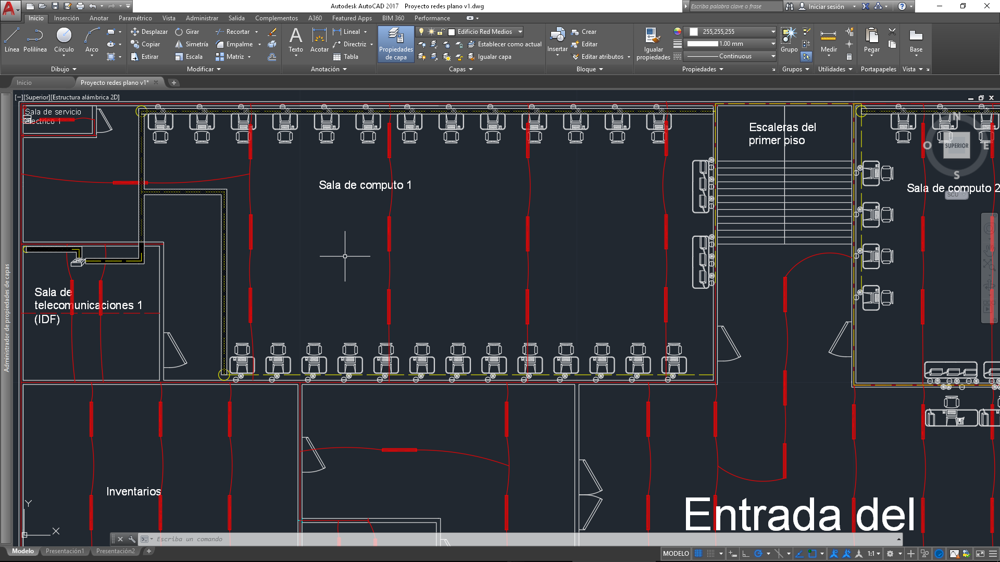 Autodesk AutoCAD 2017 Proyecto redes plano v1.dwg
Escriba palabra clave o frase
Iniciar sesión
Inicio Inserción Anotar Paramétrico Vista Administrar Salida Complementos A360 Featured Apps BIM 360 Performance
Línea Polilínea Círculo Arco
Desplazar Girar Recortar
Copiar Simetría Empalme
Estirar Escala Matriz
Texto Acotar
Lineal
Directriz
Tabla
Propiedades de capa
Edificio Red Medios
Establecer como actual
Igualar capa
Insertar
Crear
Editar
Editar atributos
Igualar propiedades
255,255,255
1.00 mm
Continuous
Grupo
Medir
Pegar
Base
Dibujo Modificar Anotación Capas Bloque Propiedades Grupos Utilidades Portapapeles Vista
Inicio Proyecto redes plano v1*
[−][Superior][Estructura alámbrica 2D]
Sala de servicio
electrico 1
Escaleras del
primer piso
N
O SUPERIOR E
S
SCU
Sala de computo 1
Sala de computo 2
Sala de
telecomunicaciones 1
(IDF)
Administrador de propiedades de capas
Inventarios
Entrada del
Y
X
Escriba un comando
Modelo Presentación1 Presentación2
MODELO 1:1